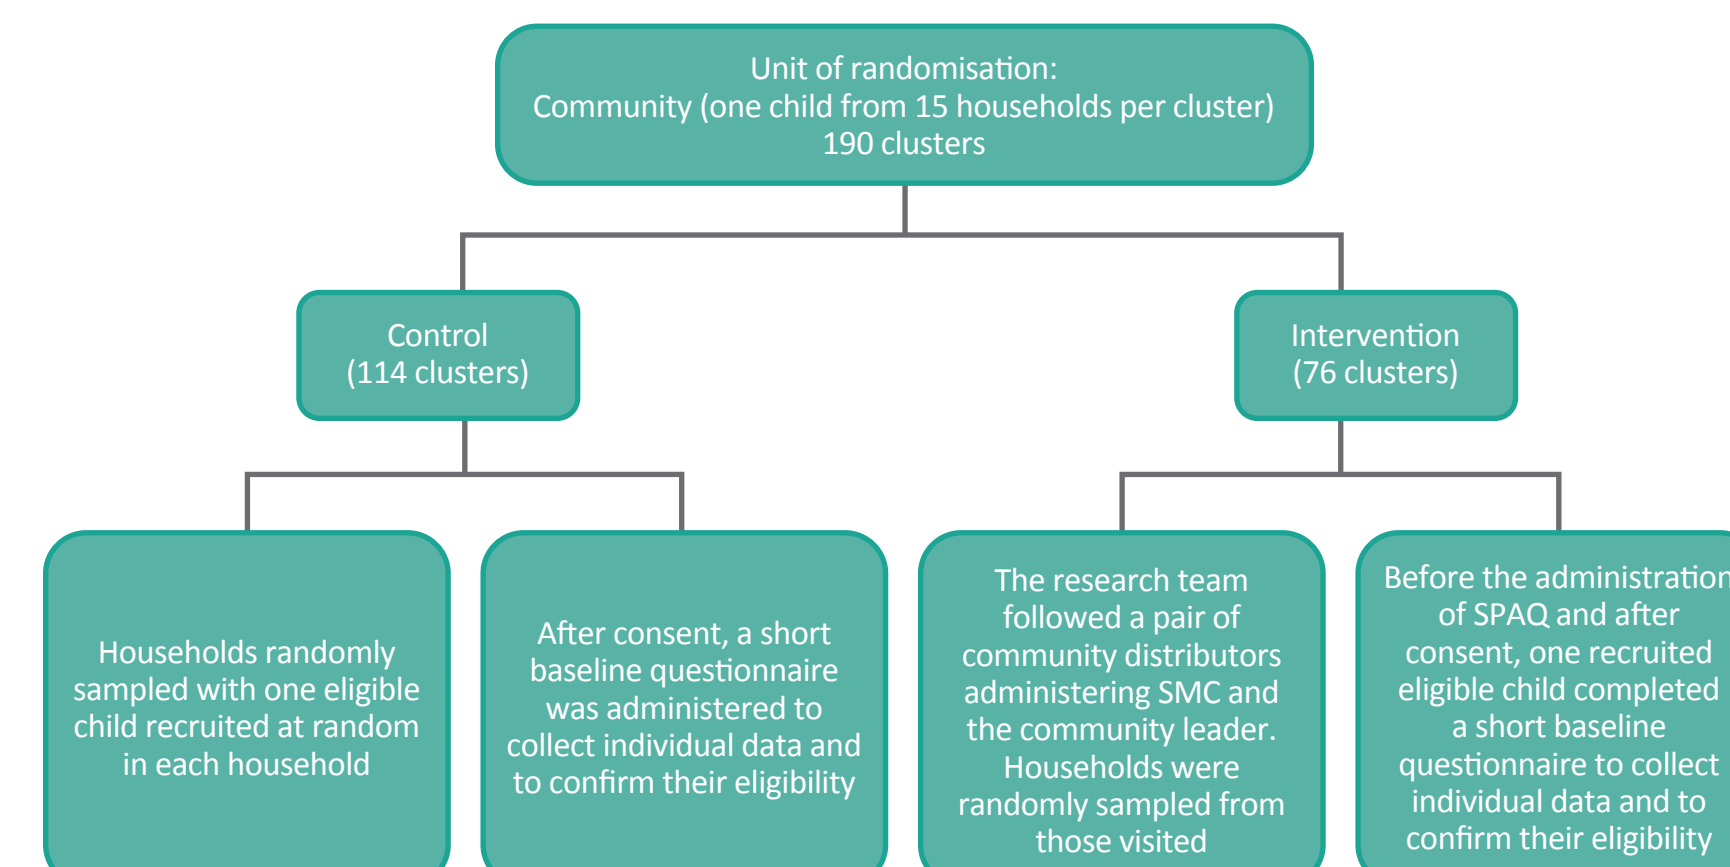 Unit of randomisation:
Community (one child from 15 households per cluster)
190 clusters
Control
(114 clusters)
Intervention
(76 clusters)
Households randomly
sampled with one eligible
child recruited at random
in each household
After consent, a short
baseline questionnaire
was administered to
collect individual data and
to confirm their eligibility
The research team
followed a pair of
community distributors
administering SMC and
the community leader.
Households were
randomly sampled from
those visited
Before the administration
of SPAQ and after
consent, one recruited
eligible child completed
a short baseline
questionnaire to collect
individual data and to
confirm their eligibility